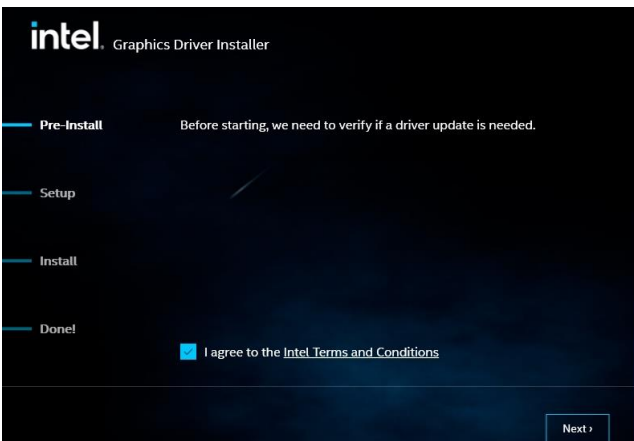 intel. Graphics Driver Installer
Pre-Install
Before starting, we need to verify if a driver update is needed.
Setup
Install
Done!
I agree to the Intel Terms and Conditions
Next ›